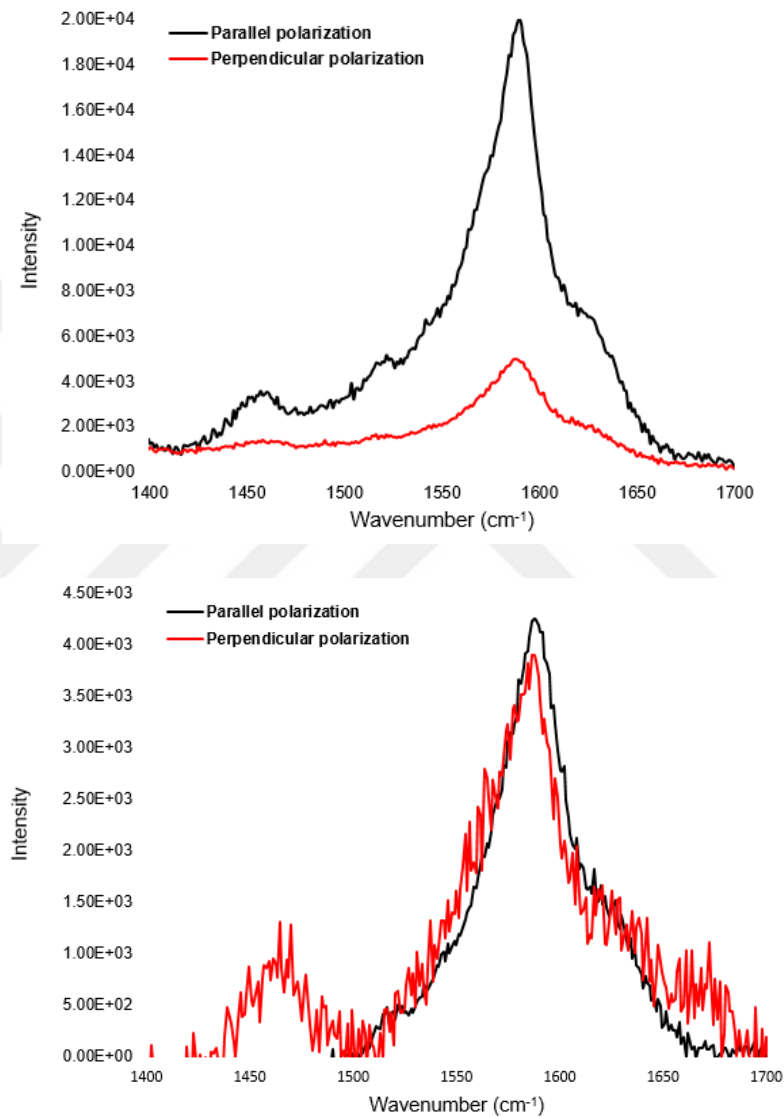 2.00E+04
1.80E+04
1.60E+04
1.40E+04
1.20E+04
1.00E+04
8.00E+03
6.00E+03
4.00E+03
2.00E+03
0.00E+00
Intensity
Parallel polarization
Perpendicular polarization
1400 1450 1500 1550 1600 1650 1700
Wavenumber (cm-1)
4.50E+03
4.00E+03
3.50E+03
3.00E+03
2.50E+03
2.00E+03
1.50E+03
1.00E+03
5.00E+02
0.00E+00
Intensity
Parallel polarization
Perpendicular polarization
1400 1450 1500 1550 1600 1650 1700
Wavenumber (cm-1)